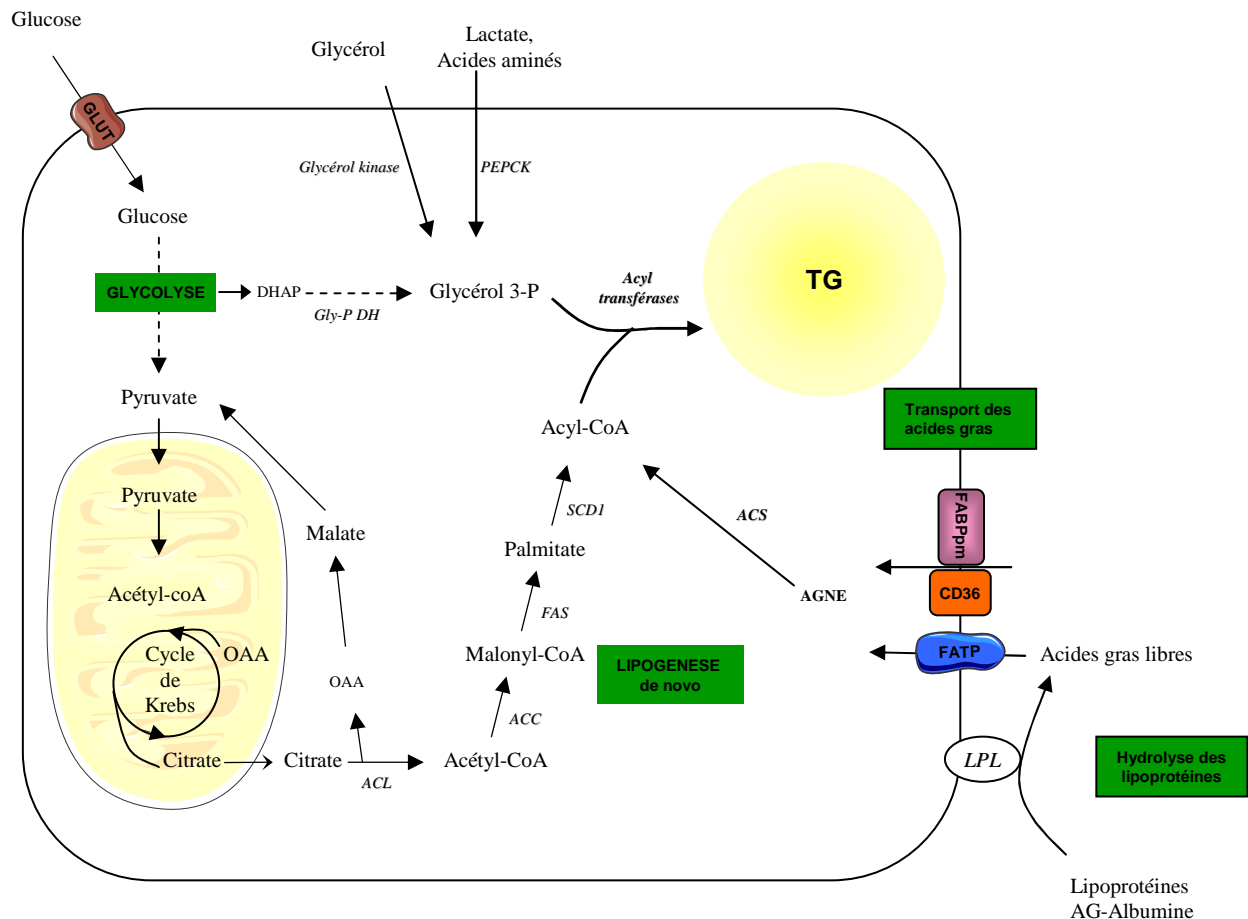 Glucose
Glycérol
Lactate,
Acides aminés
GLUT
Glycérol kinase
PEPCK
Glucose
GLYCOLYSE
DHAP
Gly-P DH
Glycérol 3-P
Acyl
transférases
TG
Pyruvate
Acyl-CoA
Transport des
acides gras
Pyruvate
Malate
SCD1
ACS
FABPpm
Palmitate
Acétyl-coA
AGNE
CD36
FAS
Cycle
de
Krebs
OAA
OAA
Malonyl-CoA
LIPOGENESE
de novo
FATP
Acides gras libres
ACC
Citrate
Citrate
ACL
Acétyl-CoA
LPL
Hydrolyse des
lipoprotéines
Lipoprotéines
AG-Albumine